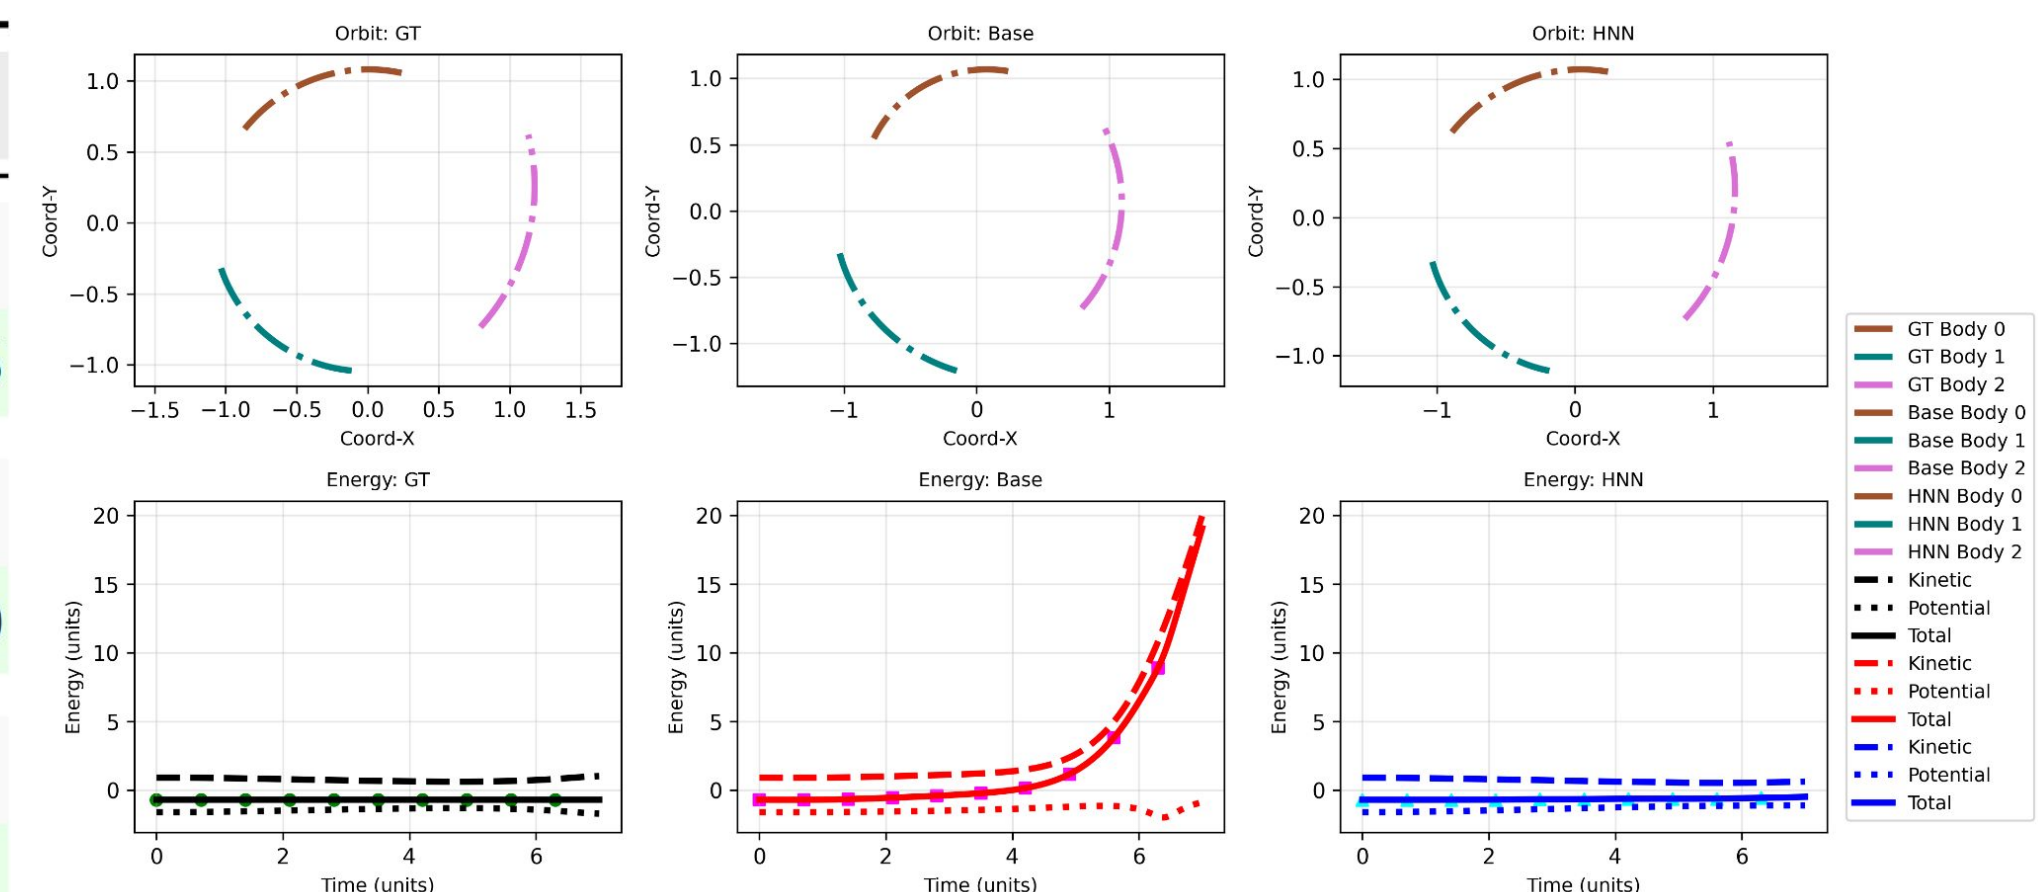 Orbit: GT
Coord-Y
1.0
0.5
0.0
−0.5
−1.0
−1.5 −1.0 −0.5 0.0 0.5 1.0 1.5
Coord-X
Orbit: Base
Coord-Y
1.0
0.5
0.0
−0.5
−1.0
−1 0 1
Coord-X
Orbit: HNN
Coord-Y
1.0
0.5
0.0
−0.5
−1.0
−1 0 1
Coord-X
Energy: GT
Energy (units)
20
15
10
5
0
0 2 4 6
Time (units)
Energy: Base
Energy (units)
20
15
10
5
0
0 2 4 6
Time (units)
Energy: HNN
Energy (units)
20
15
10
5
0
0 2 4 6
Time (units)
GT Body 0
GT Body 1
GT Body 2
Base Body 0
Base Body 1
Base Body 2
HNN Body 0
HNN Body 1
HNN Body 2
Kinetic
Potential
Total
Kinetic
Potential
Total
Kinetic
Potential
Total